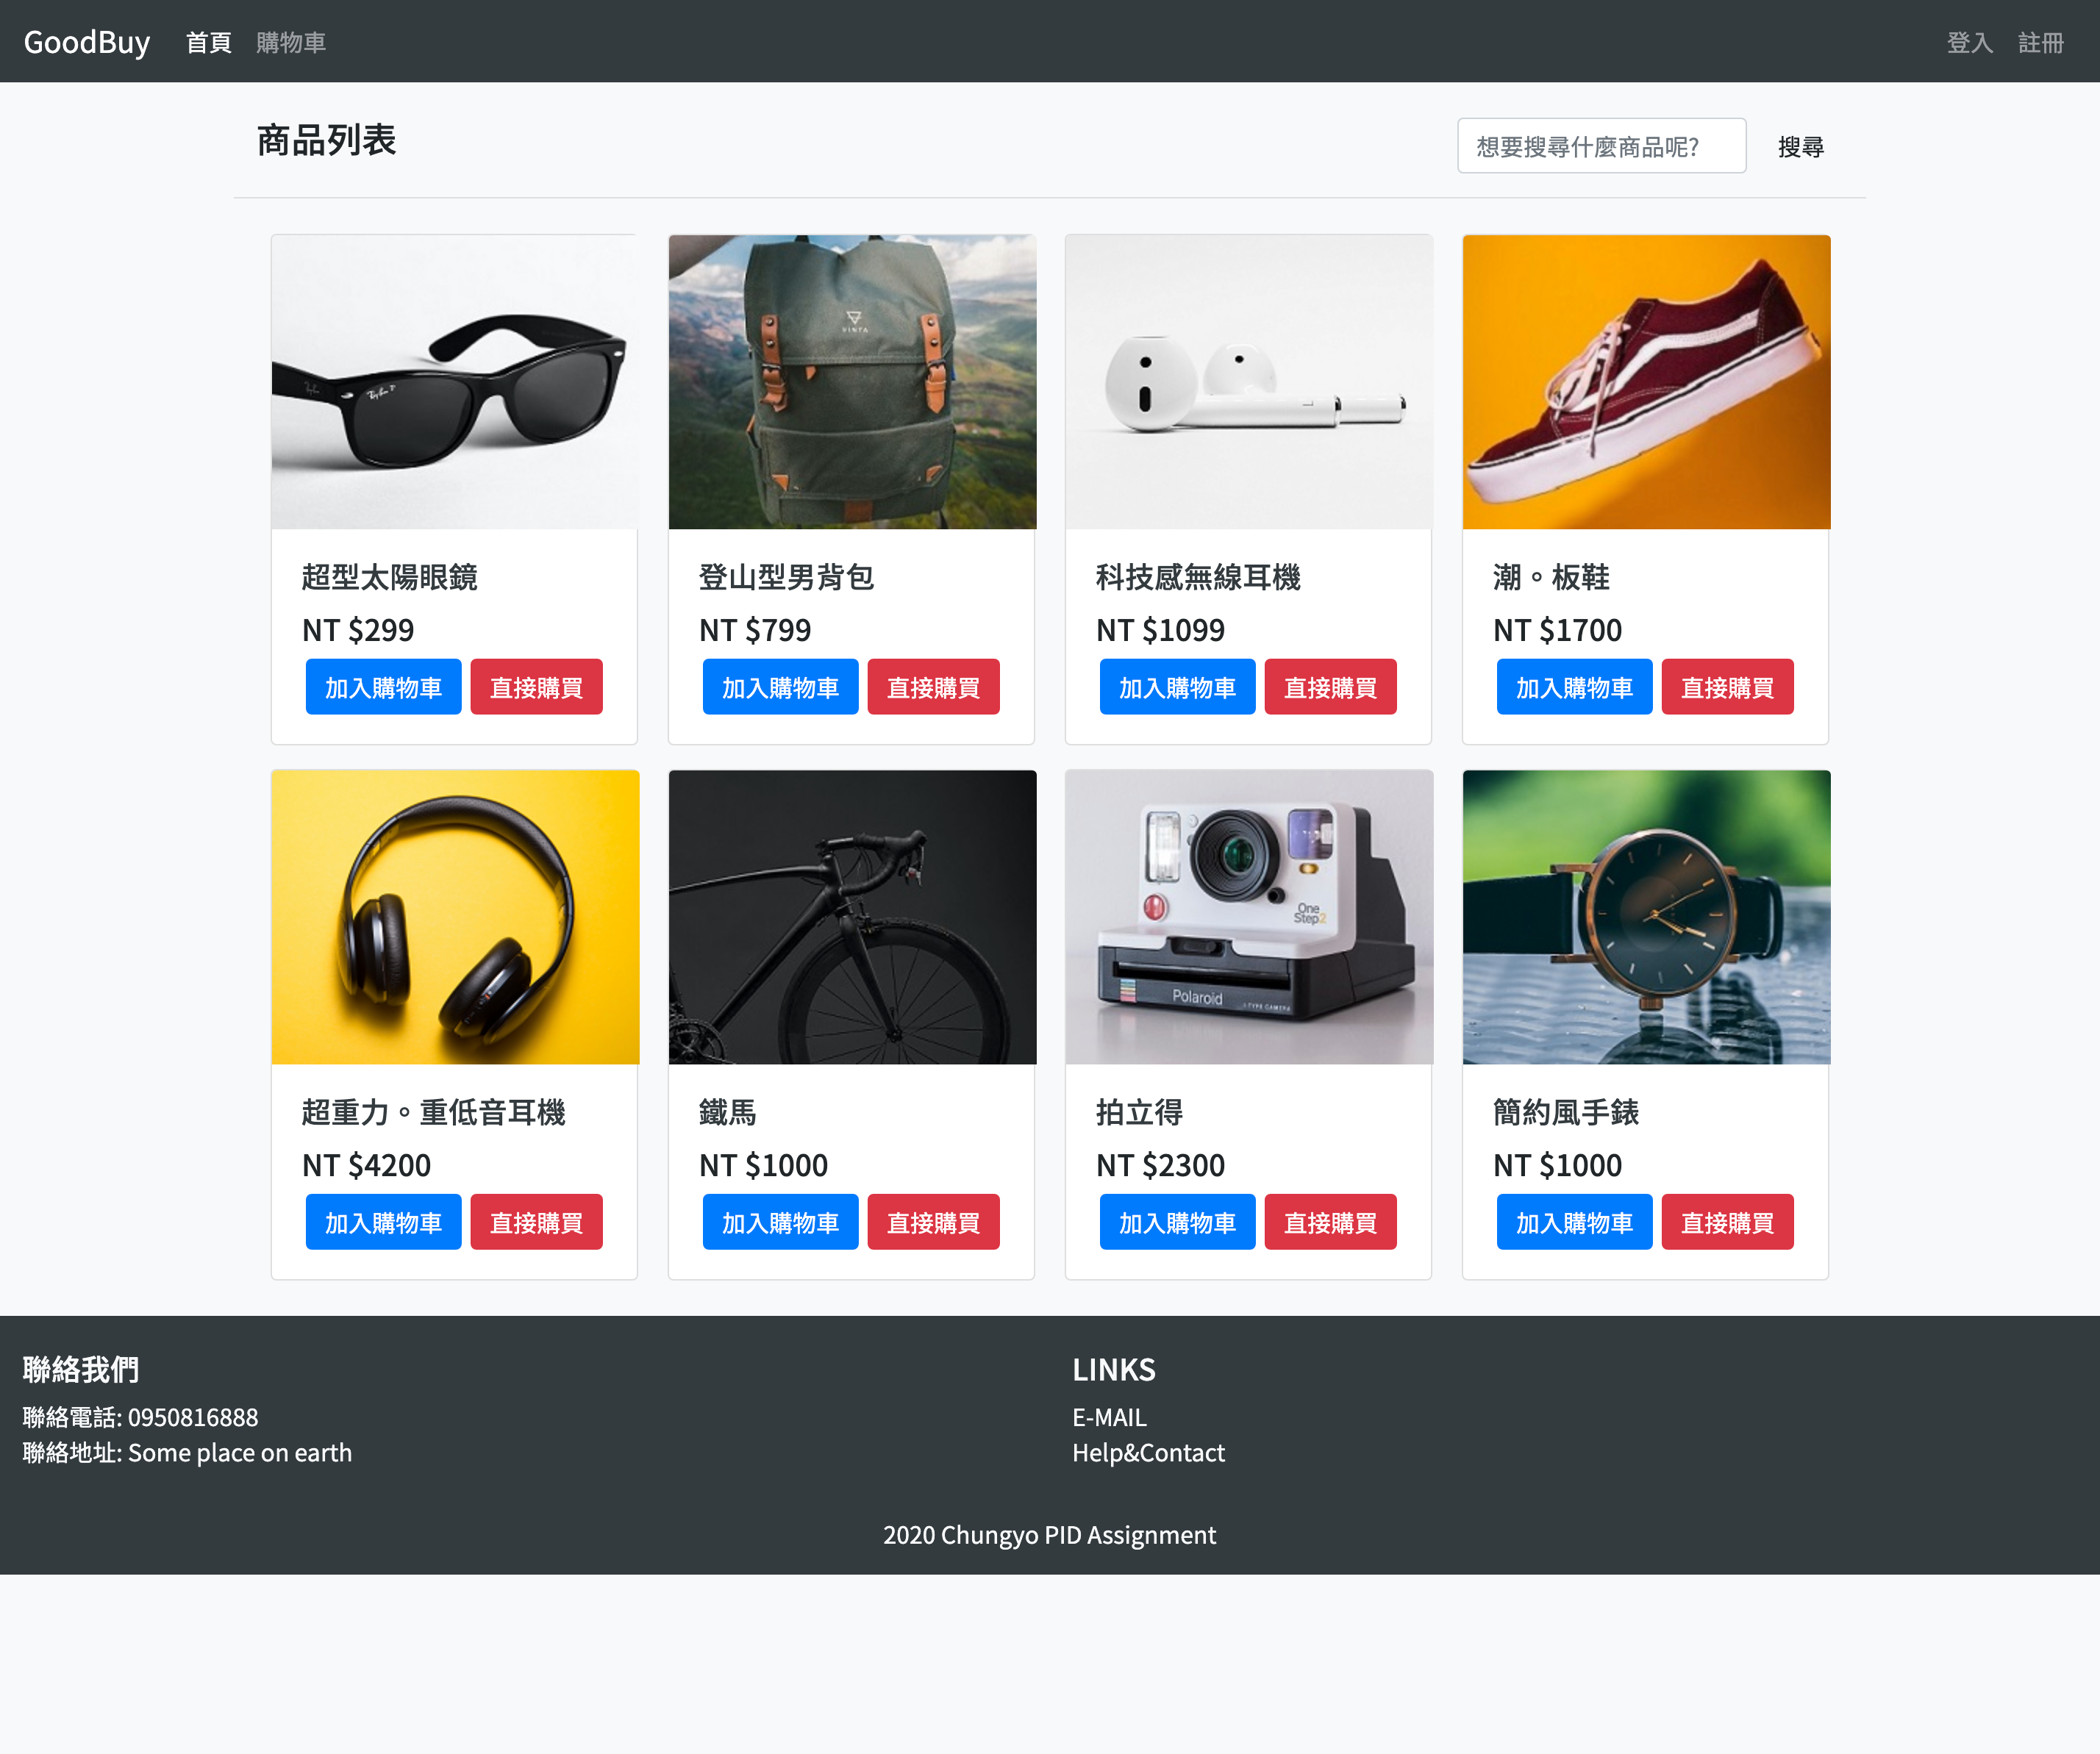 GoodBuy 首頁 購物車 登入 註冊
商品列表 想要搜尋什麼商品呢? 搜尋
Ray-Ban P
VINTA
超型太陽眼鏡
NT $299
加入購物車 直接購買
登山型男背包
NT $799
加入購物車 直接購買
科技感無線耳機
NT $1099
加入購物車 直接購買
潮。板鞋
NT $1700
加入購物車 直接購買
One
Step2
Polaroid
i-TYPE CAMERA
超重力。重低音耳機
NT $4200
加入購物車 直接購買
鐵馬
NT $1000
加入購物車 直接購買
拍立得
NT $2300
加入購物車 直接購買
簡約風手錶
NT $1000
加入購物車 直接購買
聯絡我們
聯絡電話: 0950816888
聯絡地址: Some place on earth
LINKS
E-MAIL
Help&Contact
2020 Chungyo PID Assignment